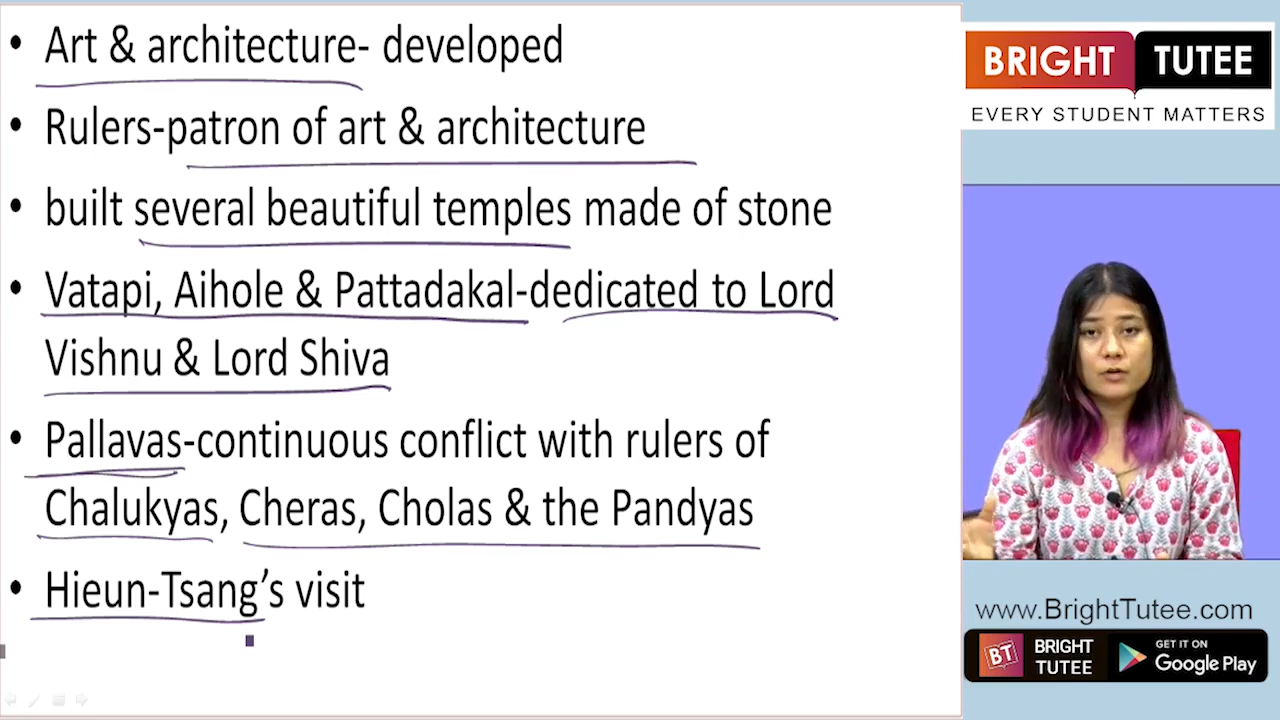 • Art & architecture- developed
• Rulers-patron of art & architecture
• built several beautiful temples made of stone
• Vatapi, Aihole & Pattadakal-dedicated to Lord
Vishnu & Lord Shiva
• Pallavas-continuous conflict with rulers of
Chalukyas, Cheras, Cholas & the Pandyas
• Hieun-Tsang’s visit
BRIGHT TUTEE
EVERY STUDENT MATTERS
www.BrightTutee.com
BT BRIGHT TUTEE
GET IT ON
Google Play